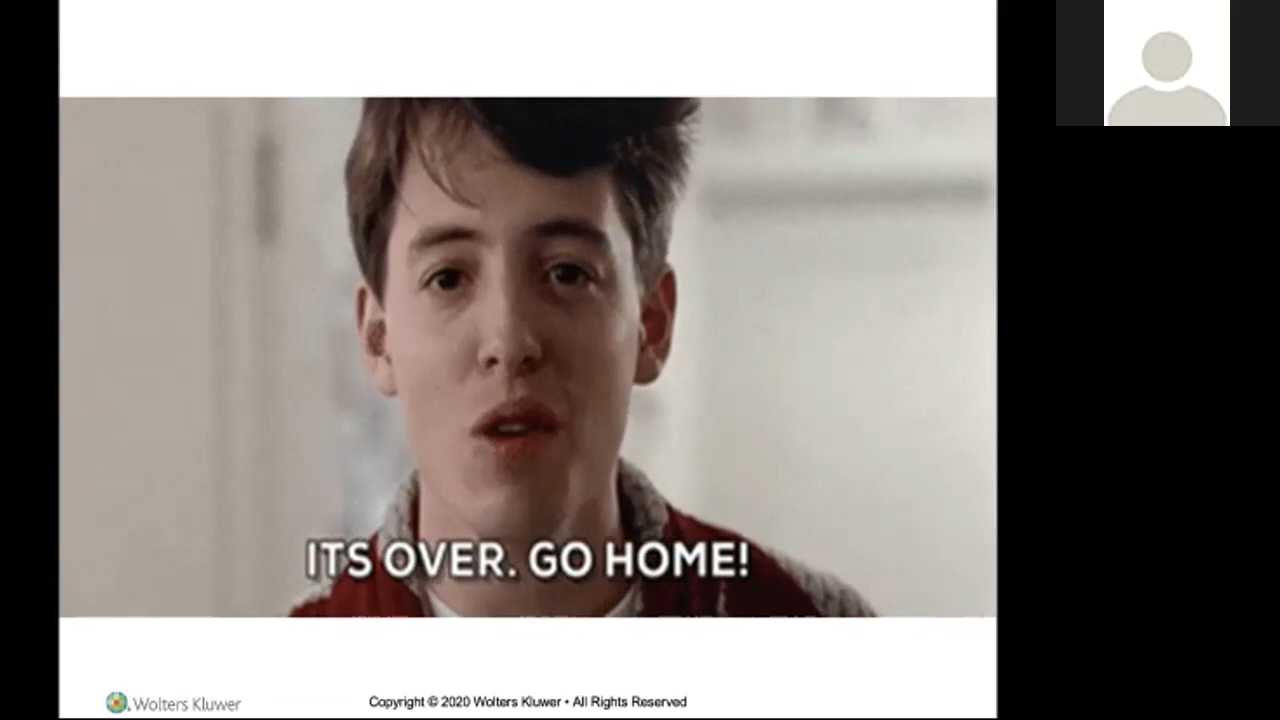 ITS OVER. GO HOME!
Wolters Kluwer
Copyright © 2020 Wolters Kluwer • All Rights Reserved